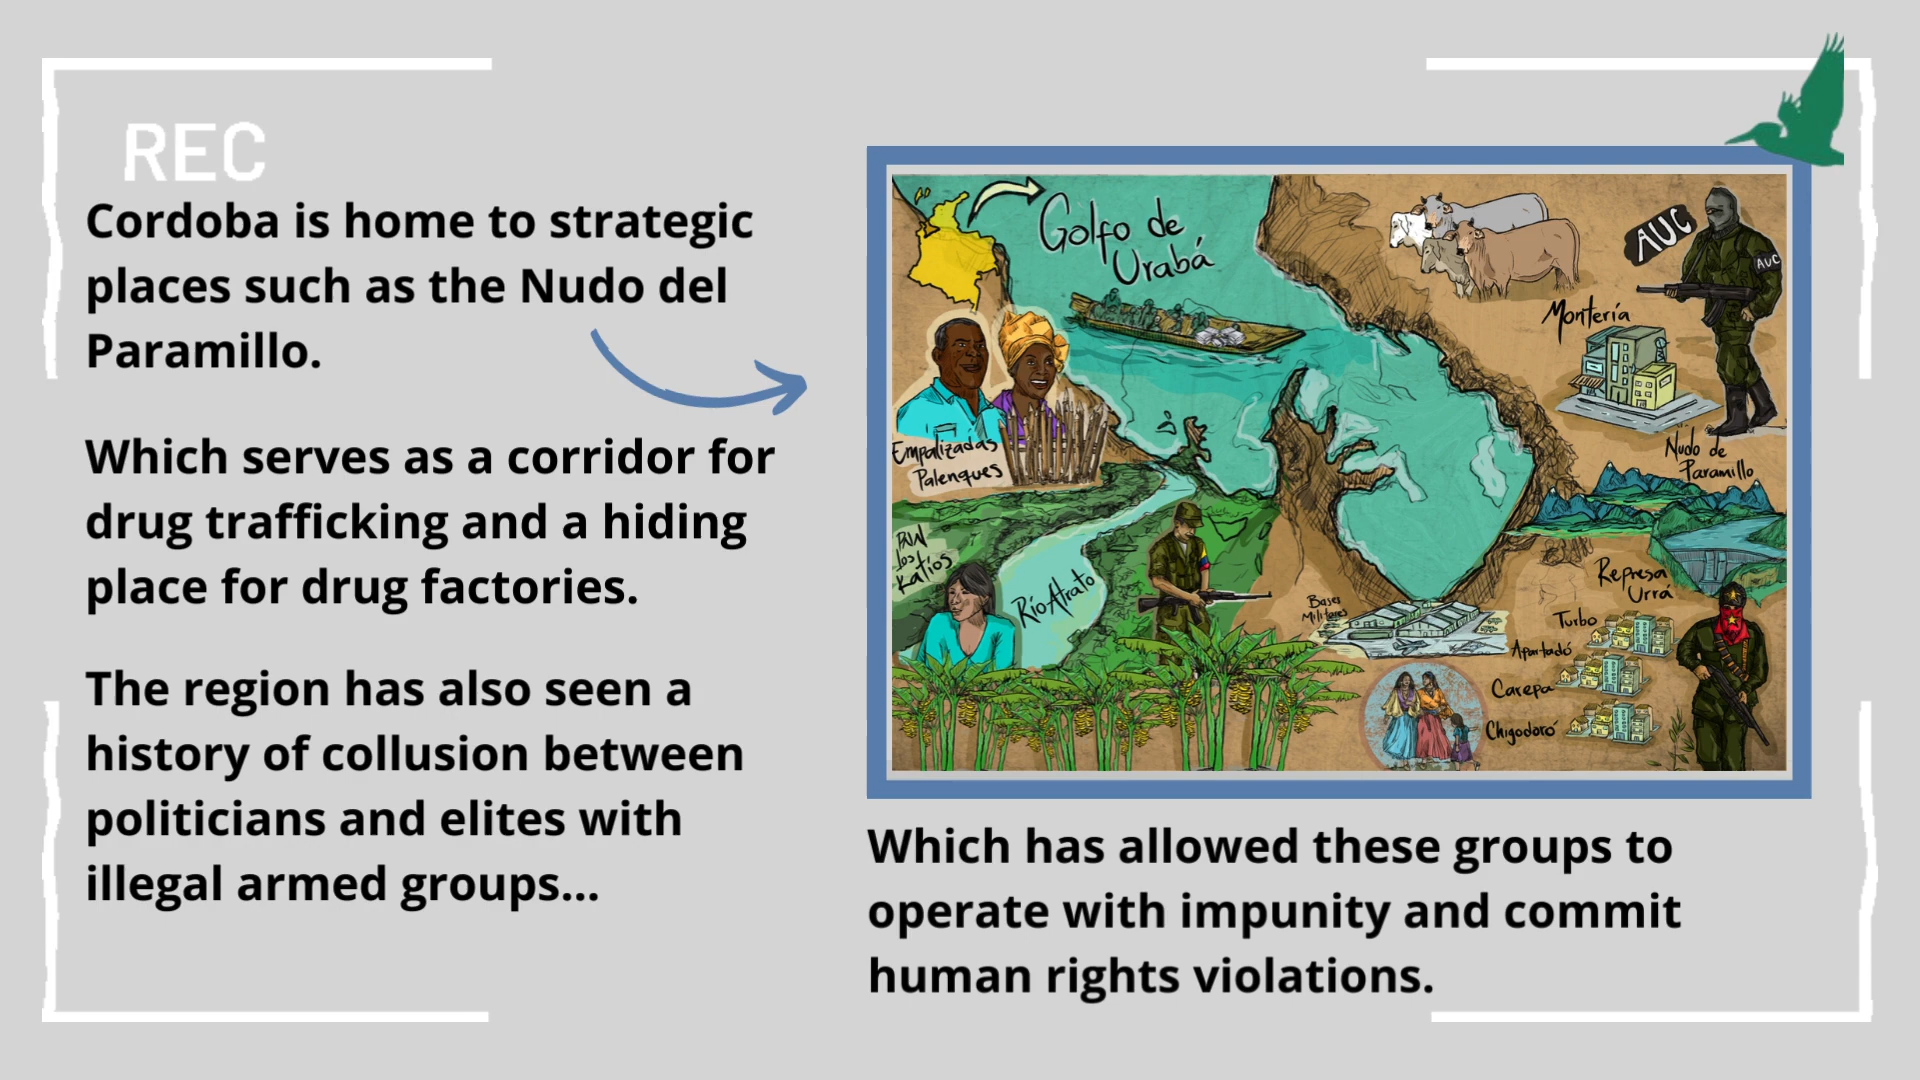 REC
Cordoba is home to strategic
places such as the Nudo del
Paramillo.
Which serves as a corridor for
drug trafficking and a hiding
place for drug factories.
The region has also seen a
history of collusion between
politicians and elites with
illegal armed groups...
Golfo de
Urabá
AUC
AUC
Montería
Nudo de
Paramillo
Empalizadas
Palenques
PNN
los
Katíos
Río Atrato
Bases
Militares
Represa
Urrá
Turbo
Apartadó
Carepa
Chigodoró
Which has allowed these groups to
operate with impunity and commit
human rights violations.